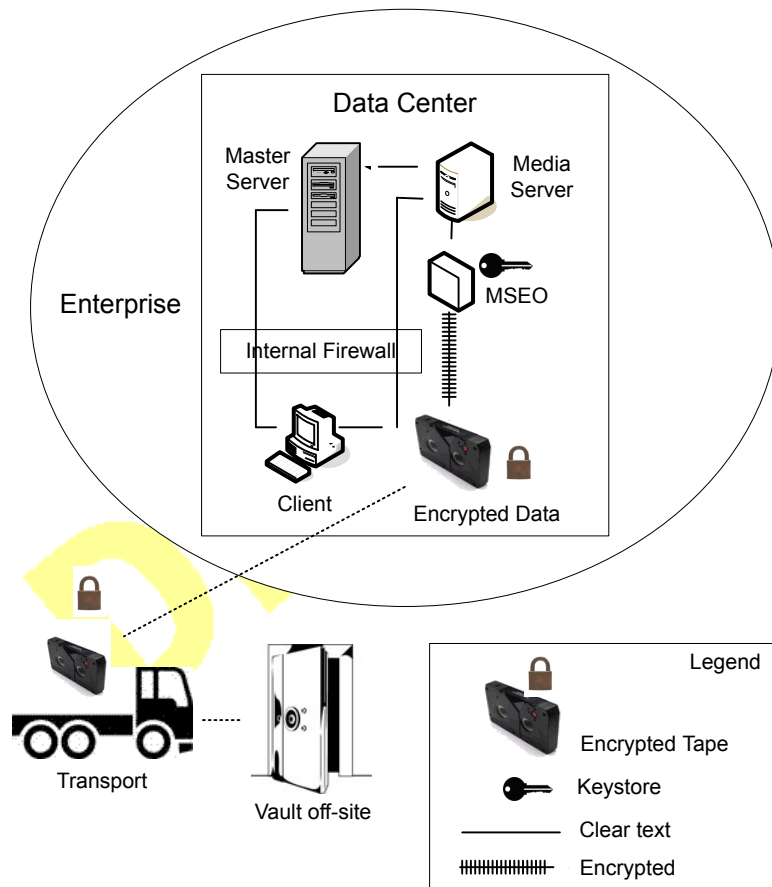 Data Center
Master
Server
Media
Server
Enterprise
MSEO
Internal Firewall
Client
Encrypted Data
Legend
Encrypted Tape
Transport
Keystore
Vault off-site
Clear text
Encrypted